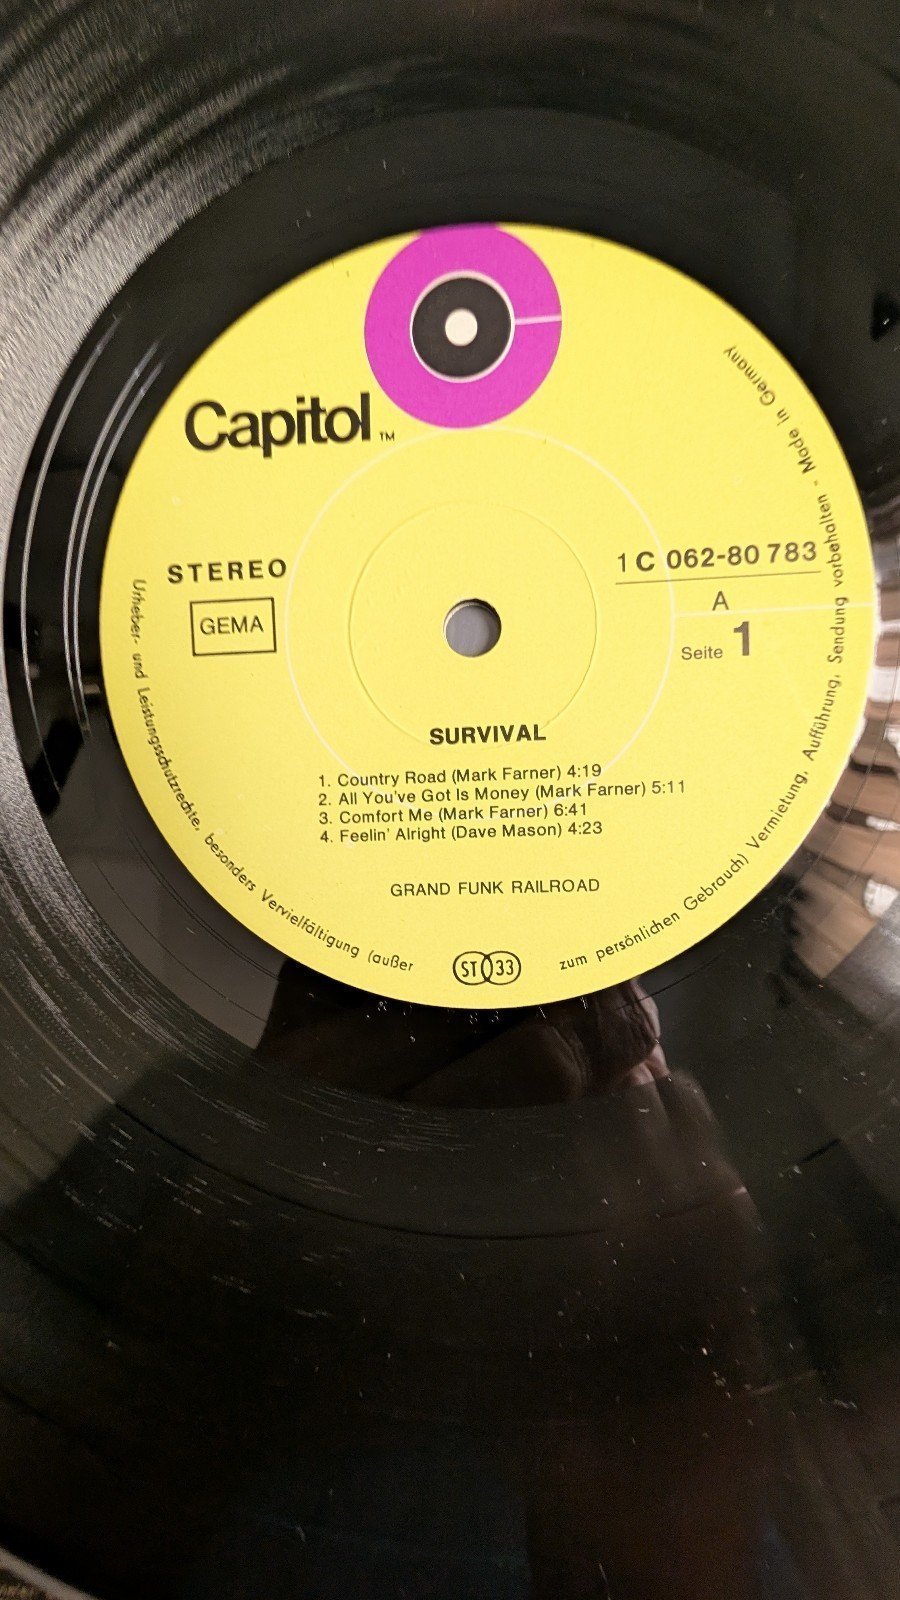 Capitol ™
STEREO
GEMA
1 C 062-80 783
A
Seite 1
SURVIVAL
1. Country Road (Mark Farner) 4:19
2. All You've Got Is Money (Mark Farner) 5:11
3. Comfort Me (Mark Farner) 6:41
4. Feelin' Alright (Dave Mason) 4:23
GRAND FUNK RAILROAD
ST 33
Urheber- und Leistungsschutzrechte, besonders Vervielfältigung (außer zum persönlichen Gebrauch) Vermietung, Aufführung, Sendung vorbehalten - Made in Germany